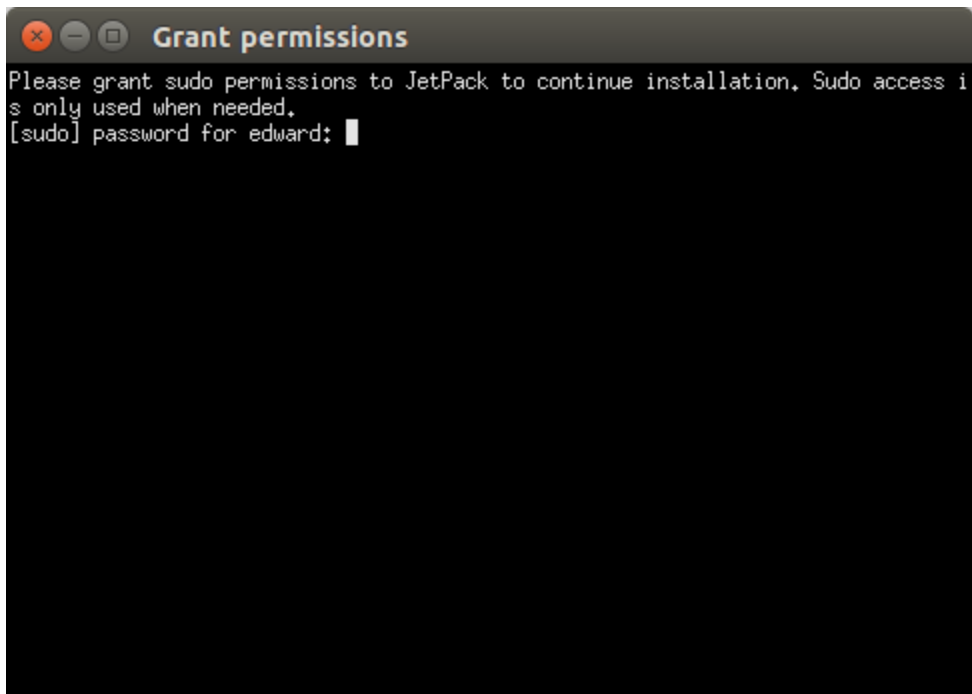 Grant permissions
Please grant sudo permissions to JetPack to continue installation. Sudo access i
s only used when needed.
[sudo] password for edward: